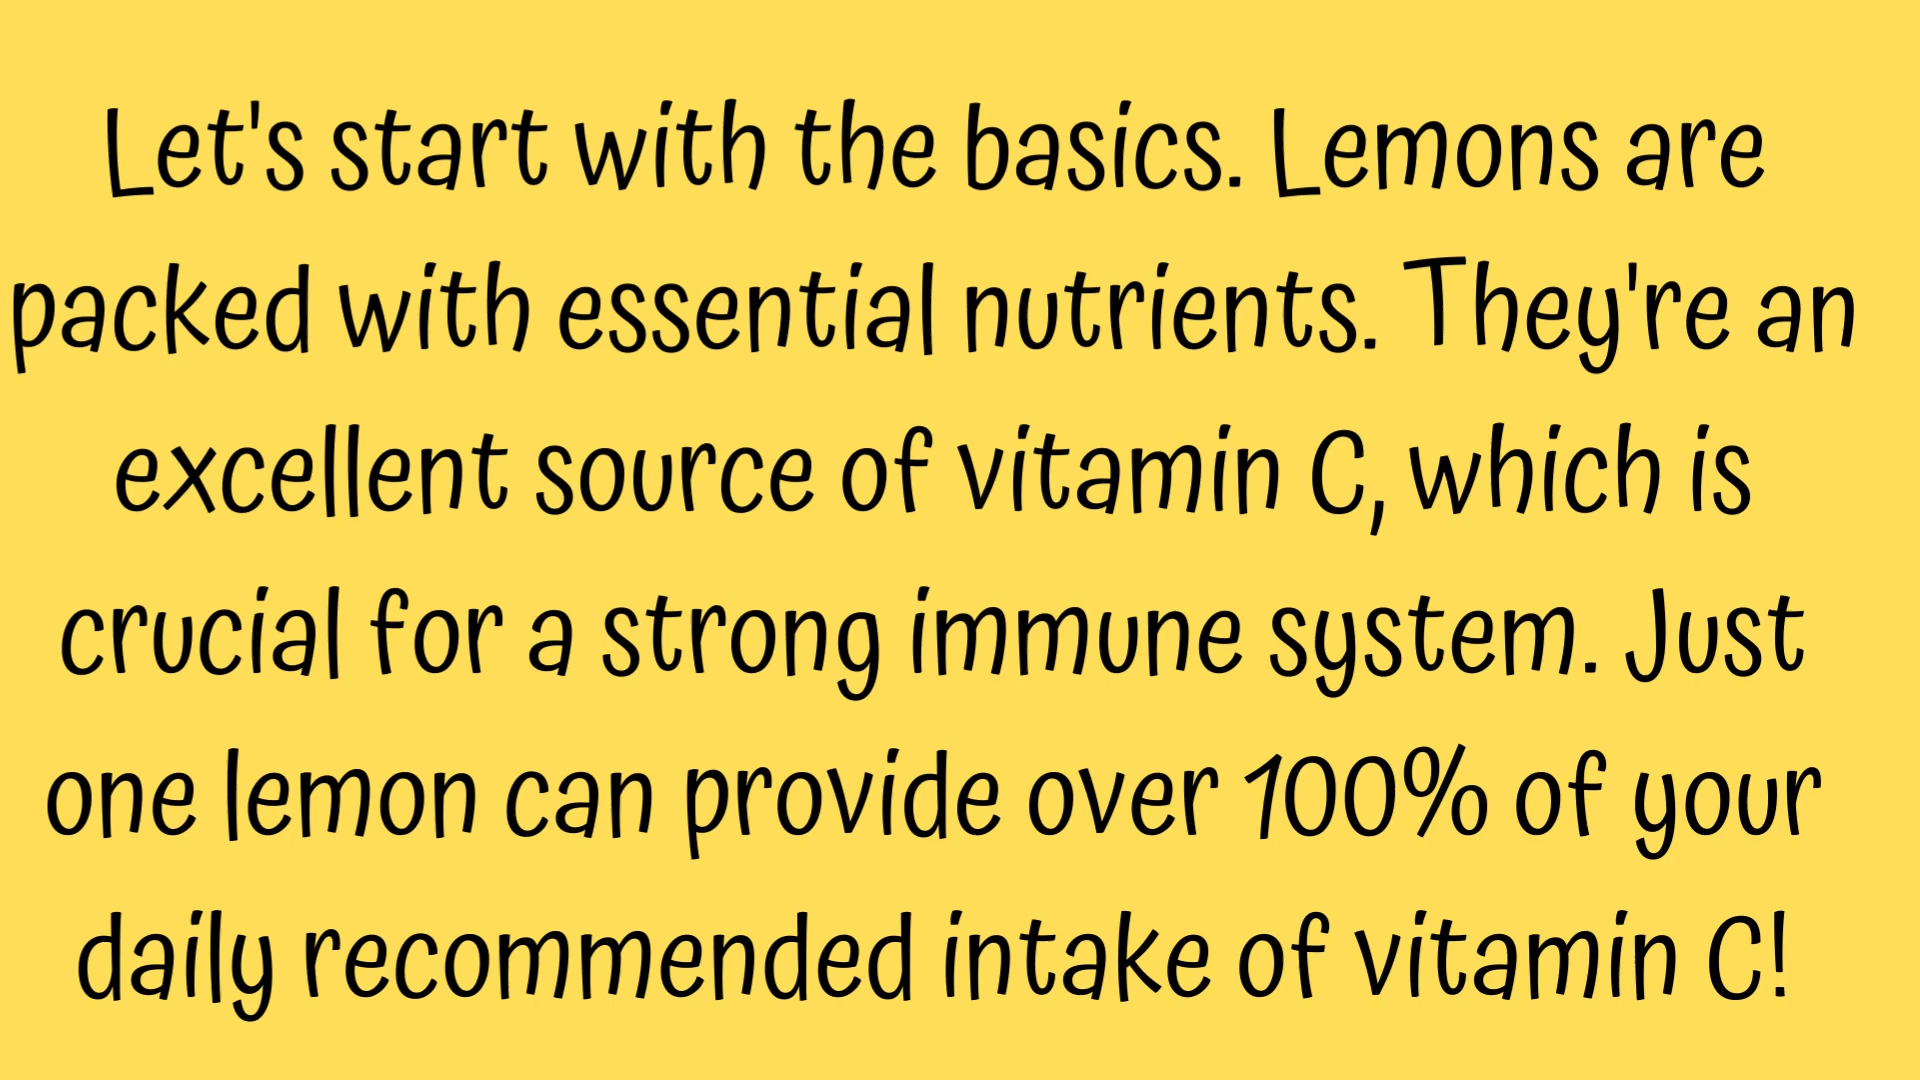 Let's start with the basics. Lemons are
packed with essential nutrients. They're an
excellent source of vitamin C, which is
crucial for a strong immune system. Just
one lemon can provide over 100% of your
daily recommended intake of vitamin C!